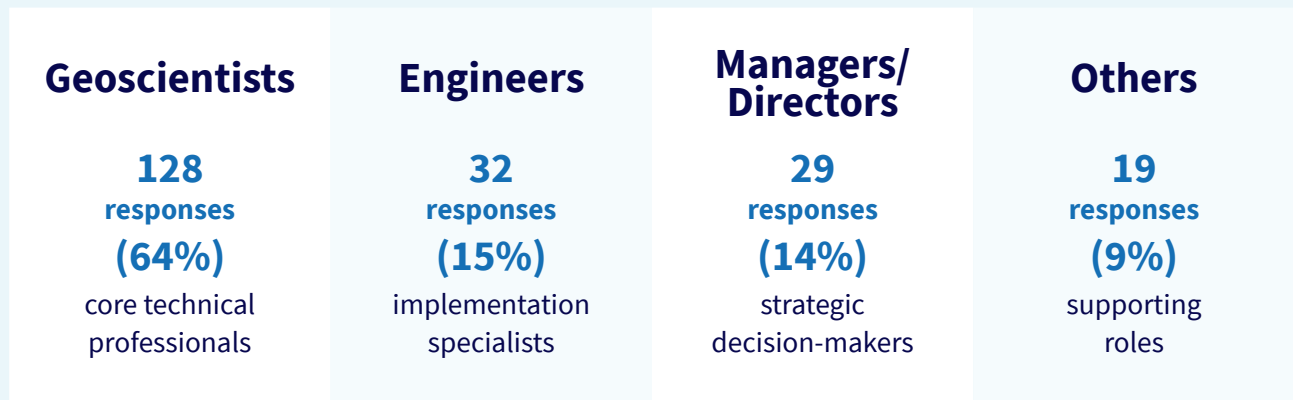 Geoscientists
128
responses
(64%)
core technical
professionals
Engineers
32
responses
(15%)
implementation
specialists
Managers/
Directors
29
responses
(14%)
strategic
decision-makers
Others
19
responses
(9%)
supporting
roles